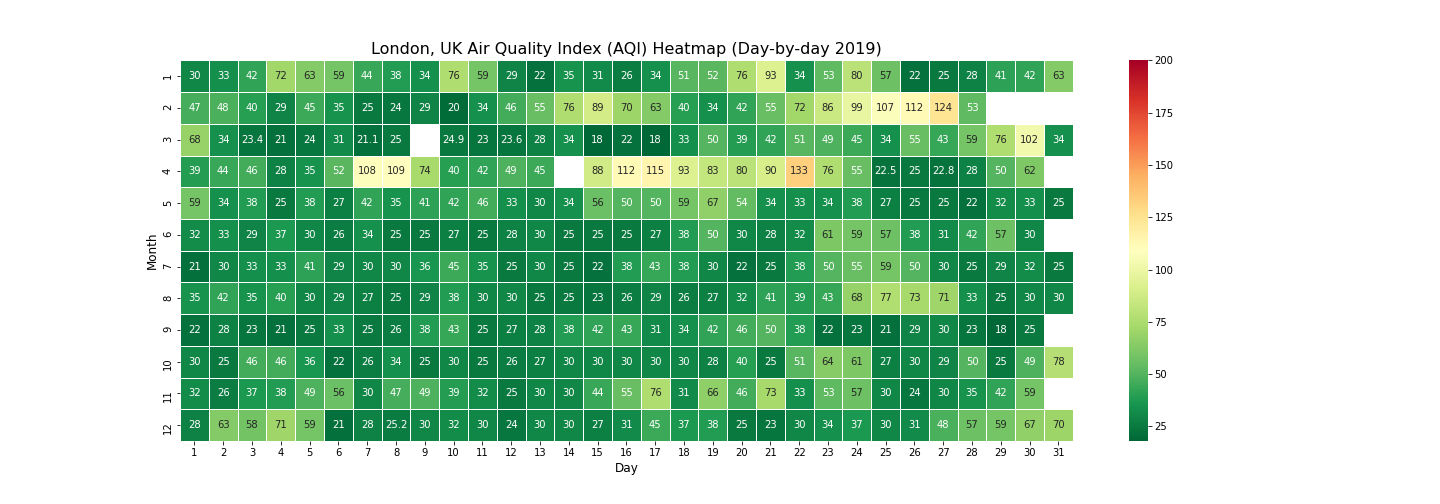 London, UK Air Quality Index (AQI) Heatmap (Day-by-day 2019)
1 30 33 42 72 63 59 44 38 34 76 59 29 22 35 31 26 34 51 52 76 93 34 53 80 57 22 25 28 41 42 63
2 47 48 40 29 45 35 25 24 29 20 34 46 55 76 89 70 63 40 34 42 55 72 86 99 107 112 124 53
3 68 34 23.4 21 24 31 21.1 25 24.9 23 23.6 28 34 18 22 18 33 50 39 42 51 49 45 34 55 43 59 76 102 34
4 39 44 46 28 35 52 108 109 74 40 42 49 45 88 112 115 93 83 80 90 133 76 55 22.5 25 22.8 28 50 62
5 59 34 38 25 38 27 42 35 41 42 46 33 30 34 56 50 50 59 67 54 34 33 34 38 27 25 25 22 32 33 25
6 32 33 29 37 30 26 34 25 25 27 25 28 30 25 25 25 27 38 50 30 28 32 61 59 57 38 31 42 57 30
7 21 30 33 33 41 29 30 30 36 45 35 25 30 25 22 38 43 38 30 22 25 38 50 55 59 50 30 25 29 32 25
8 35 42 35 40 30 29 27 25 29 38 30 30 25 25 23 26 29 26 27 32 41 39 43 68 77 73 71 33 25 30 30
9 22 28 23 21 25 33 25 26 38 43 25 27 28 38 42 43 31 34 42 46 50 38 22 23 21 29 30 23 18 25
10 30 25 46 46 36 22 26 34 25 30 25 26 27 30 30 30 30 30 28 40 25 51 64 61 27 30 29 50 25 49 78
11 32 26 37 38 49 56 30 47 49 39 32 25 30 30 44 55 76 31 66 46 73 33 53 57 30 24 30 35 42 59
12 28 63 58 71 59 21 28 25.2 30 32 30 24 30 30 27 31 45 37 38 25 23 30 34 37 30 31 48 57 59 67 70
1 2 3 4 5 6 7 8 9 10 11 12 13 14 15 16 17 18 19 20 21 22 23 24 25 26 27 28 29 30 31
Day
Month
200
175
150
125
100
75
50
25